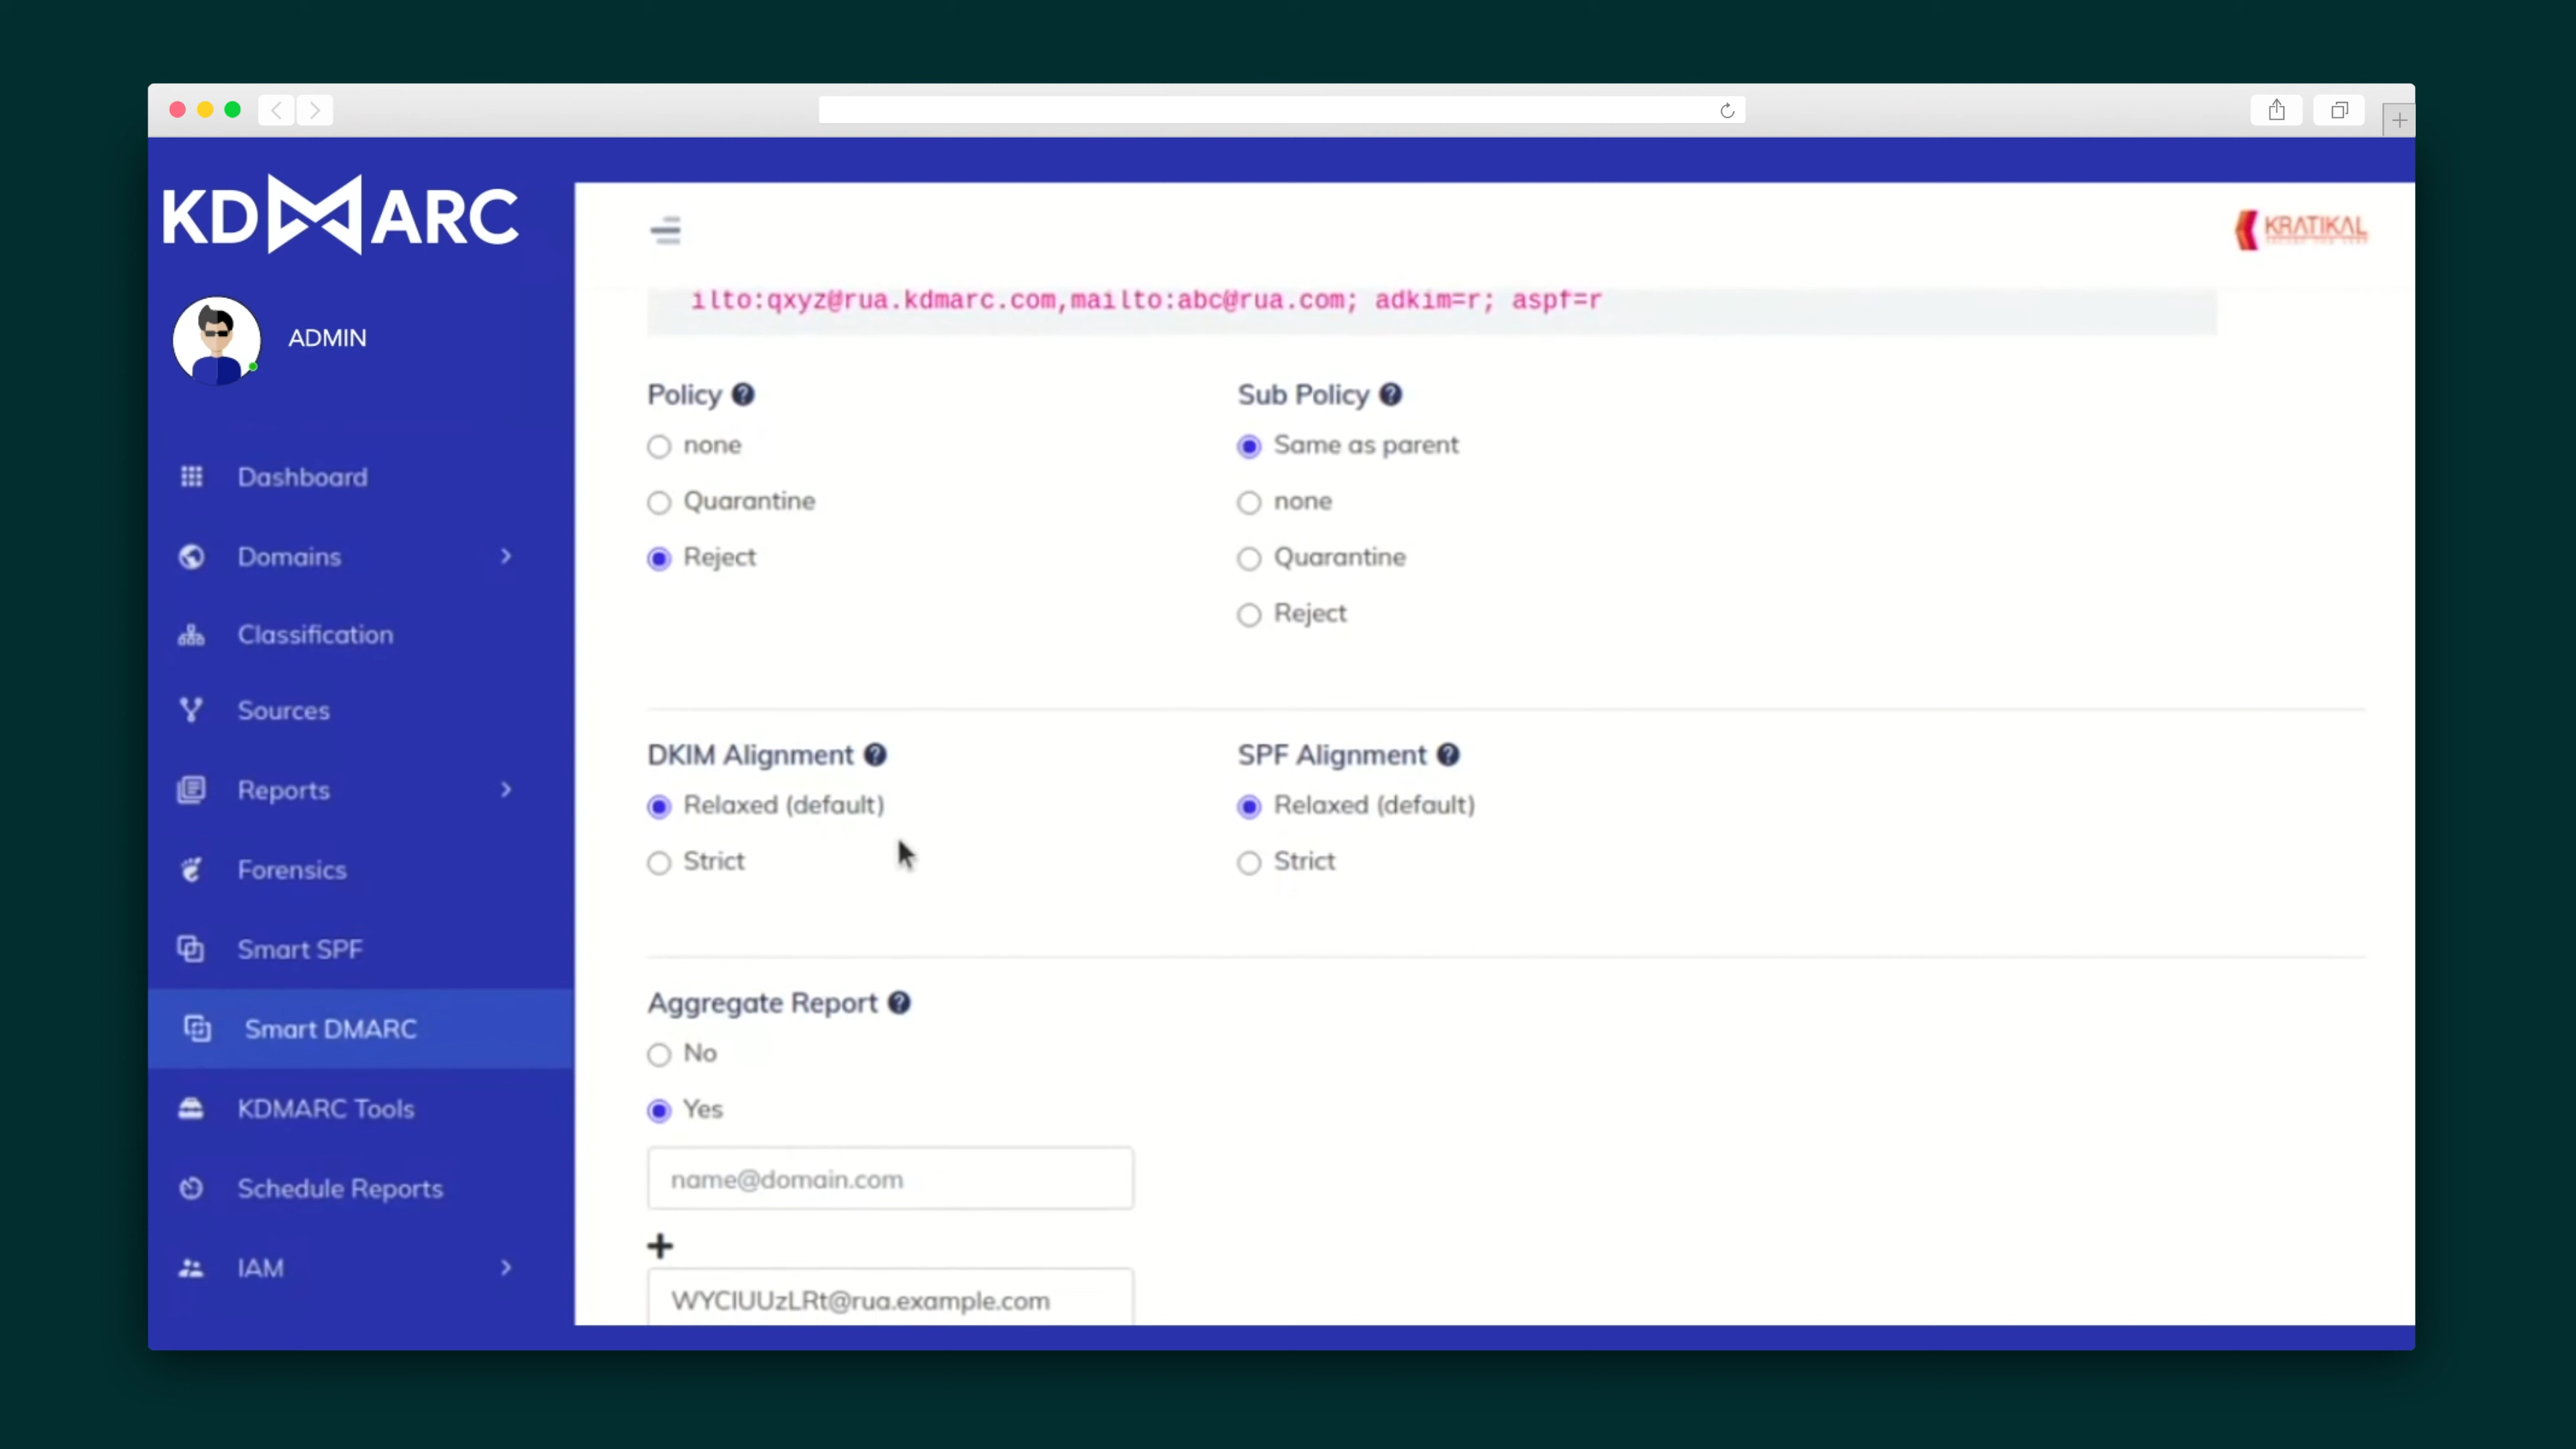 KDMARC
ADMIN
Dashboard
Domains
Classification
Sources
Reports
Forensics
Smart SPF
Smart DMARC
KDMARC Tools
Schedule Reports
IAM
KRATIKAL
ilto:qxyz@rua.kdmarc.com,mailto:abc@rua.com; adkim=r; aspf=r
Policy ?
none
Quarantine
Reject
Sub Policy ?
Same as parent
none
Quarantine
Reject
DKIM Alignment ?
Relaxed (default)
Strict
SPF Alignment ?
Relaxed (default)
Strict
Aggregate Report ?
No
Yes
name@domain.com
WYCIUUzLRt@rua.example.com